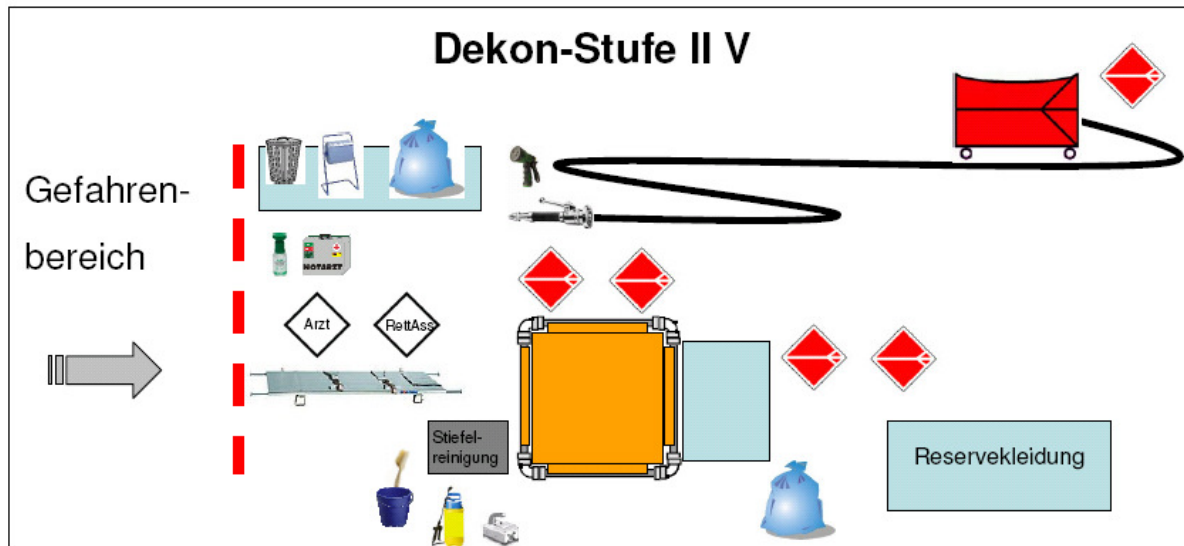 Dekon-Stufe II V
Gefahren-
bereich
NOTARZT
Arzt
RettAss
Stiefel-
reinigung
Reservekleidung